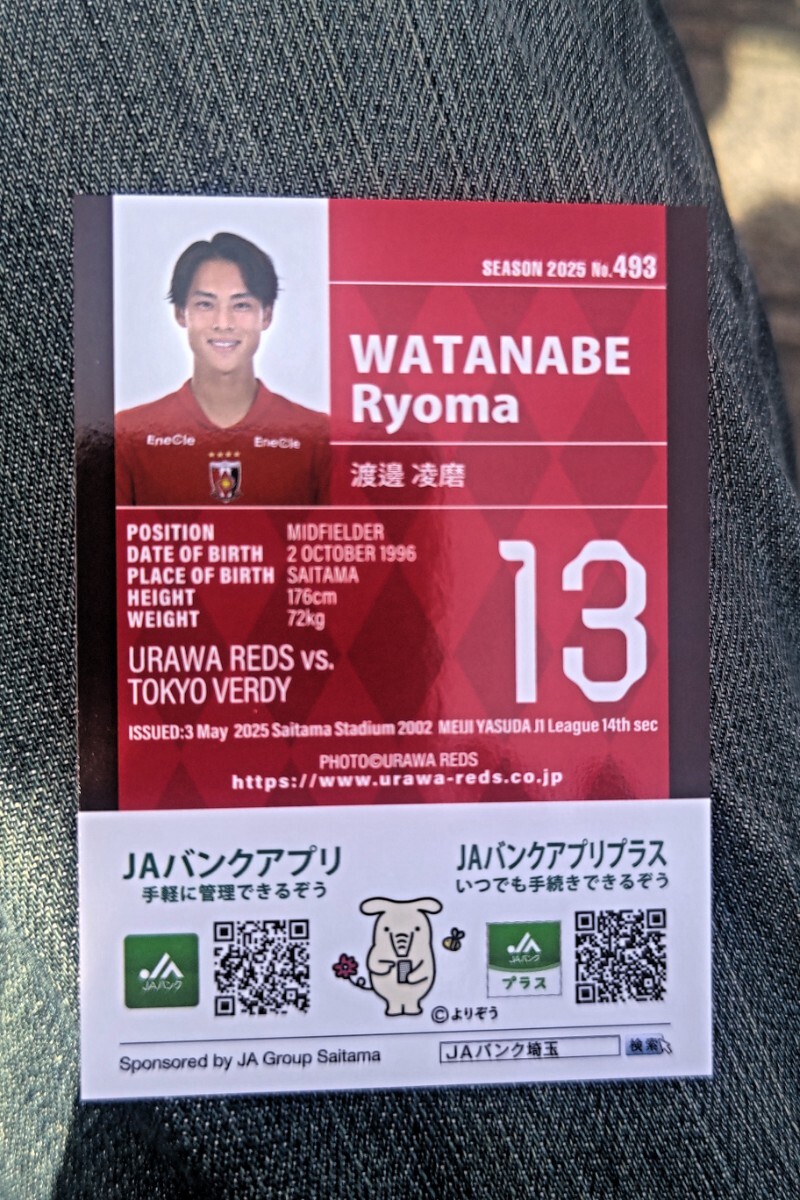 SEASON 2025 No.493
WATANABE
Ryoma
渡邊 凌磨
EneCle EneCle
POSITION MIDFIELDER
DATE OF BIRTH 2 OCTOBER 1996
PLACE OF BIRTH SAITAMA
HEIGHT 176cm
WEIGHT 72kg
13
URAWA REDS vs.
TOKYO VERDY
ISSUED:3 May 2025 Saitama Stadium 2002 MEIJI YASUDA J1 League 14th sec
PHOTO©URAWA REDS
https://www.urawa-reds.co.jp
JAバンクアプリ
手軽に管理できるぞう
JAバンクアプリプラス
いつでも手続きできるぞう
JA
JAバンク
JA
JAバンク
プラス
©よりぞう
Sponsored by JA Group Saitama
JAバンク埼玉 検索